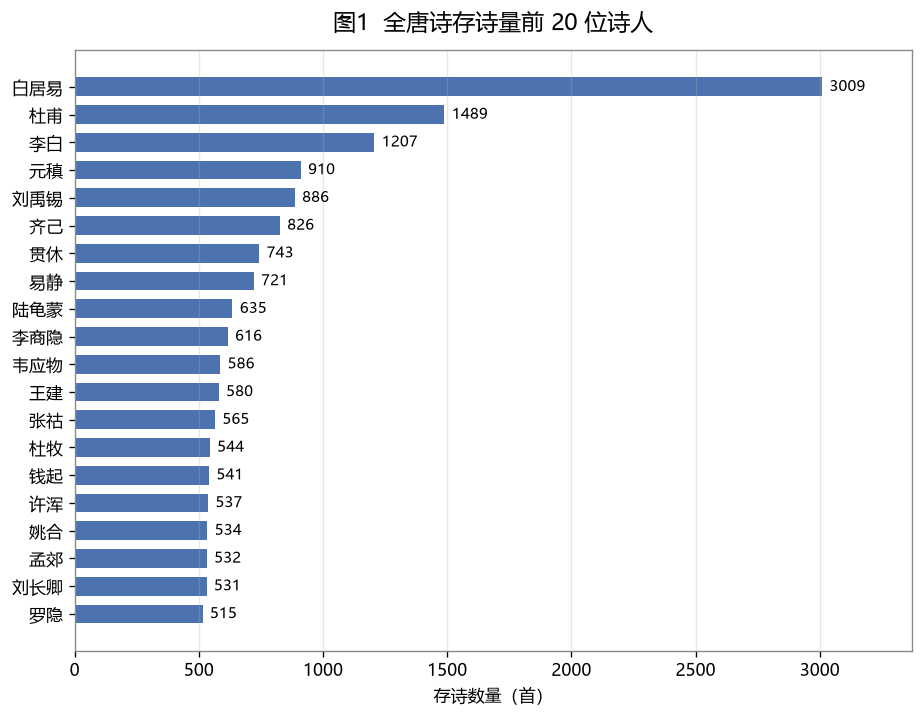 图1 全唐诗存诗量前 20 位诗人
白居易 3009
杜甫 1489
李白 1207
元稹 910
刘禹锡 886
齐己 826
贯休 743
易静 721
陆龟蒙 635
李商隐 616
韦应物 586
王建 580
张祜 565
杜牧 544
钱起 541
许浑 537
姚合 534
孟郊 532
刘长卿 531
罗隐 515
0 500 1000 1500 2000 2500 3000
存诗数量（首）